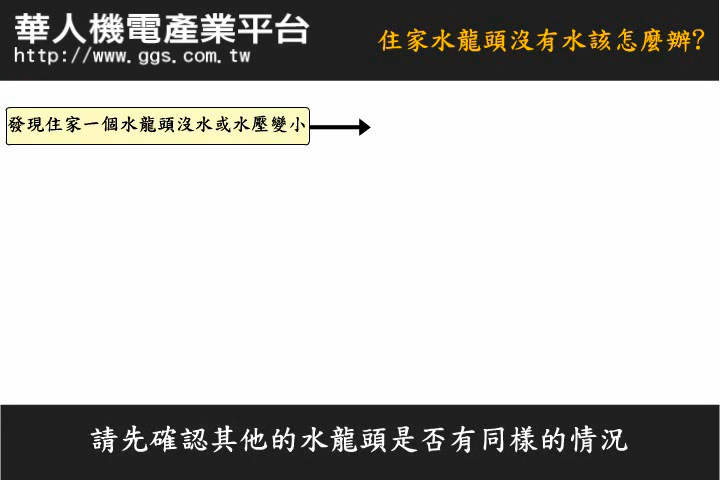 華人機電產業平台
http://www.ggs.com.tw
住家水龍頭沒有水該怎麼辦?
發現住家一個水龍頭沒水或水壓變小
請先確認其他的水龍頭是否有同樣的情況